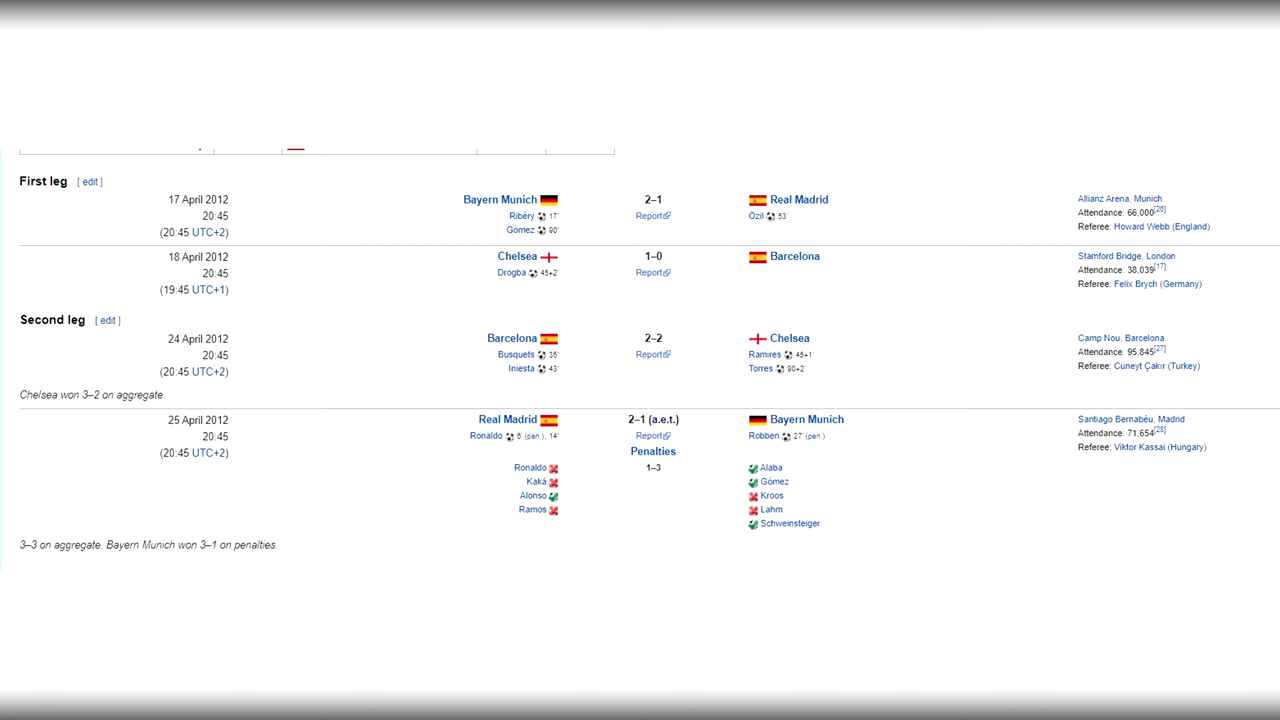 First leg [ edit ]
17 April 2012
20:45
(20:45 UTC+2)
Bayern Munich
Ribéry 17'
Gómez 90'
2–1
Report
Real Madrid
Özil 53'
Allianz Arena, Munich
Attendance: 66,000[26]
Referee: Howard Webb (England)
18 April 2012
20:45
(19:45 UTC+1)
Chelsea
Drogba 45+2'
1–0
Report
Barcelona
Stamford Bridge, London
Attendance: 38,039[17]
Referee: Felix Brych (Germany)
Second leg [ edit ]
24 April 2012
20:45
(20:45 UTC+2)
Barcelona
Busquets 35'
Iniesta 43'
2–2
Report
Chelsea
Ramires 45+1'
Torres 90+2'
Camp Nou, Barcelona
Attendance: 95,845[27]
Referee: Cüneyt Çakır (Turkey)
Chelsea won 3–2 on aggregate.
25 April 2012
20:45
(20:45 UTC+2)
Real Madrid
Ronaldo 6' (pen.), 14'
2–1 (a.e.t.)
Report
Bayern Munich
Robben 27' (pen.)
Santiago Bernabéu, Madrid
Attendance: 71,654[28]
Referee: Viktor Kassai (Hungary)
Penalties
Ronaldo
Kaká
Alonso
Ramos
1–3
Alaba
Gómez
Kroos
Lahm
Schweinsteiger
3–3 on aggregate. Bayern Munich won 3–1 on penalties.